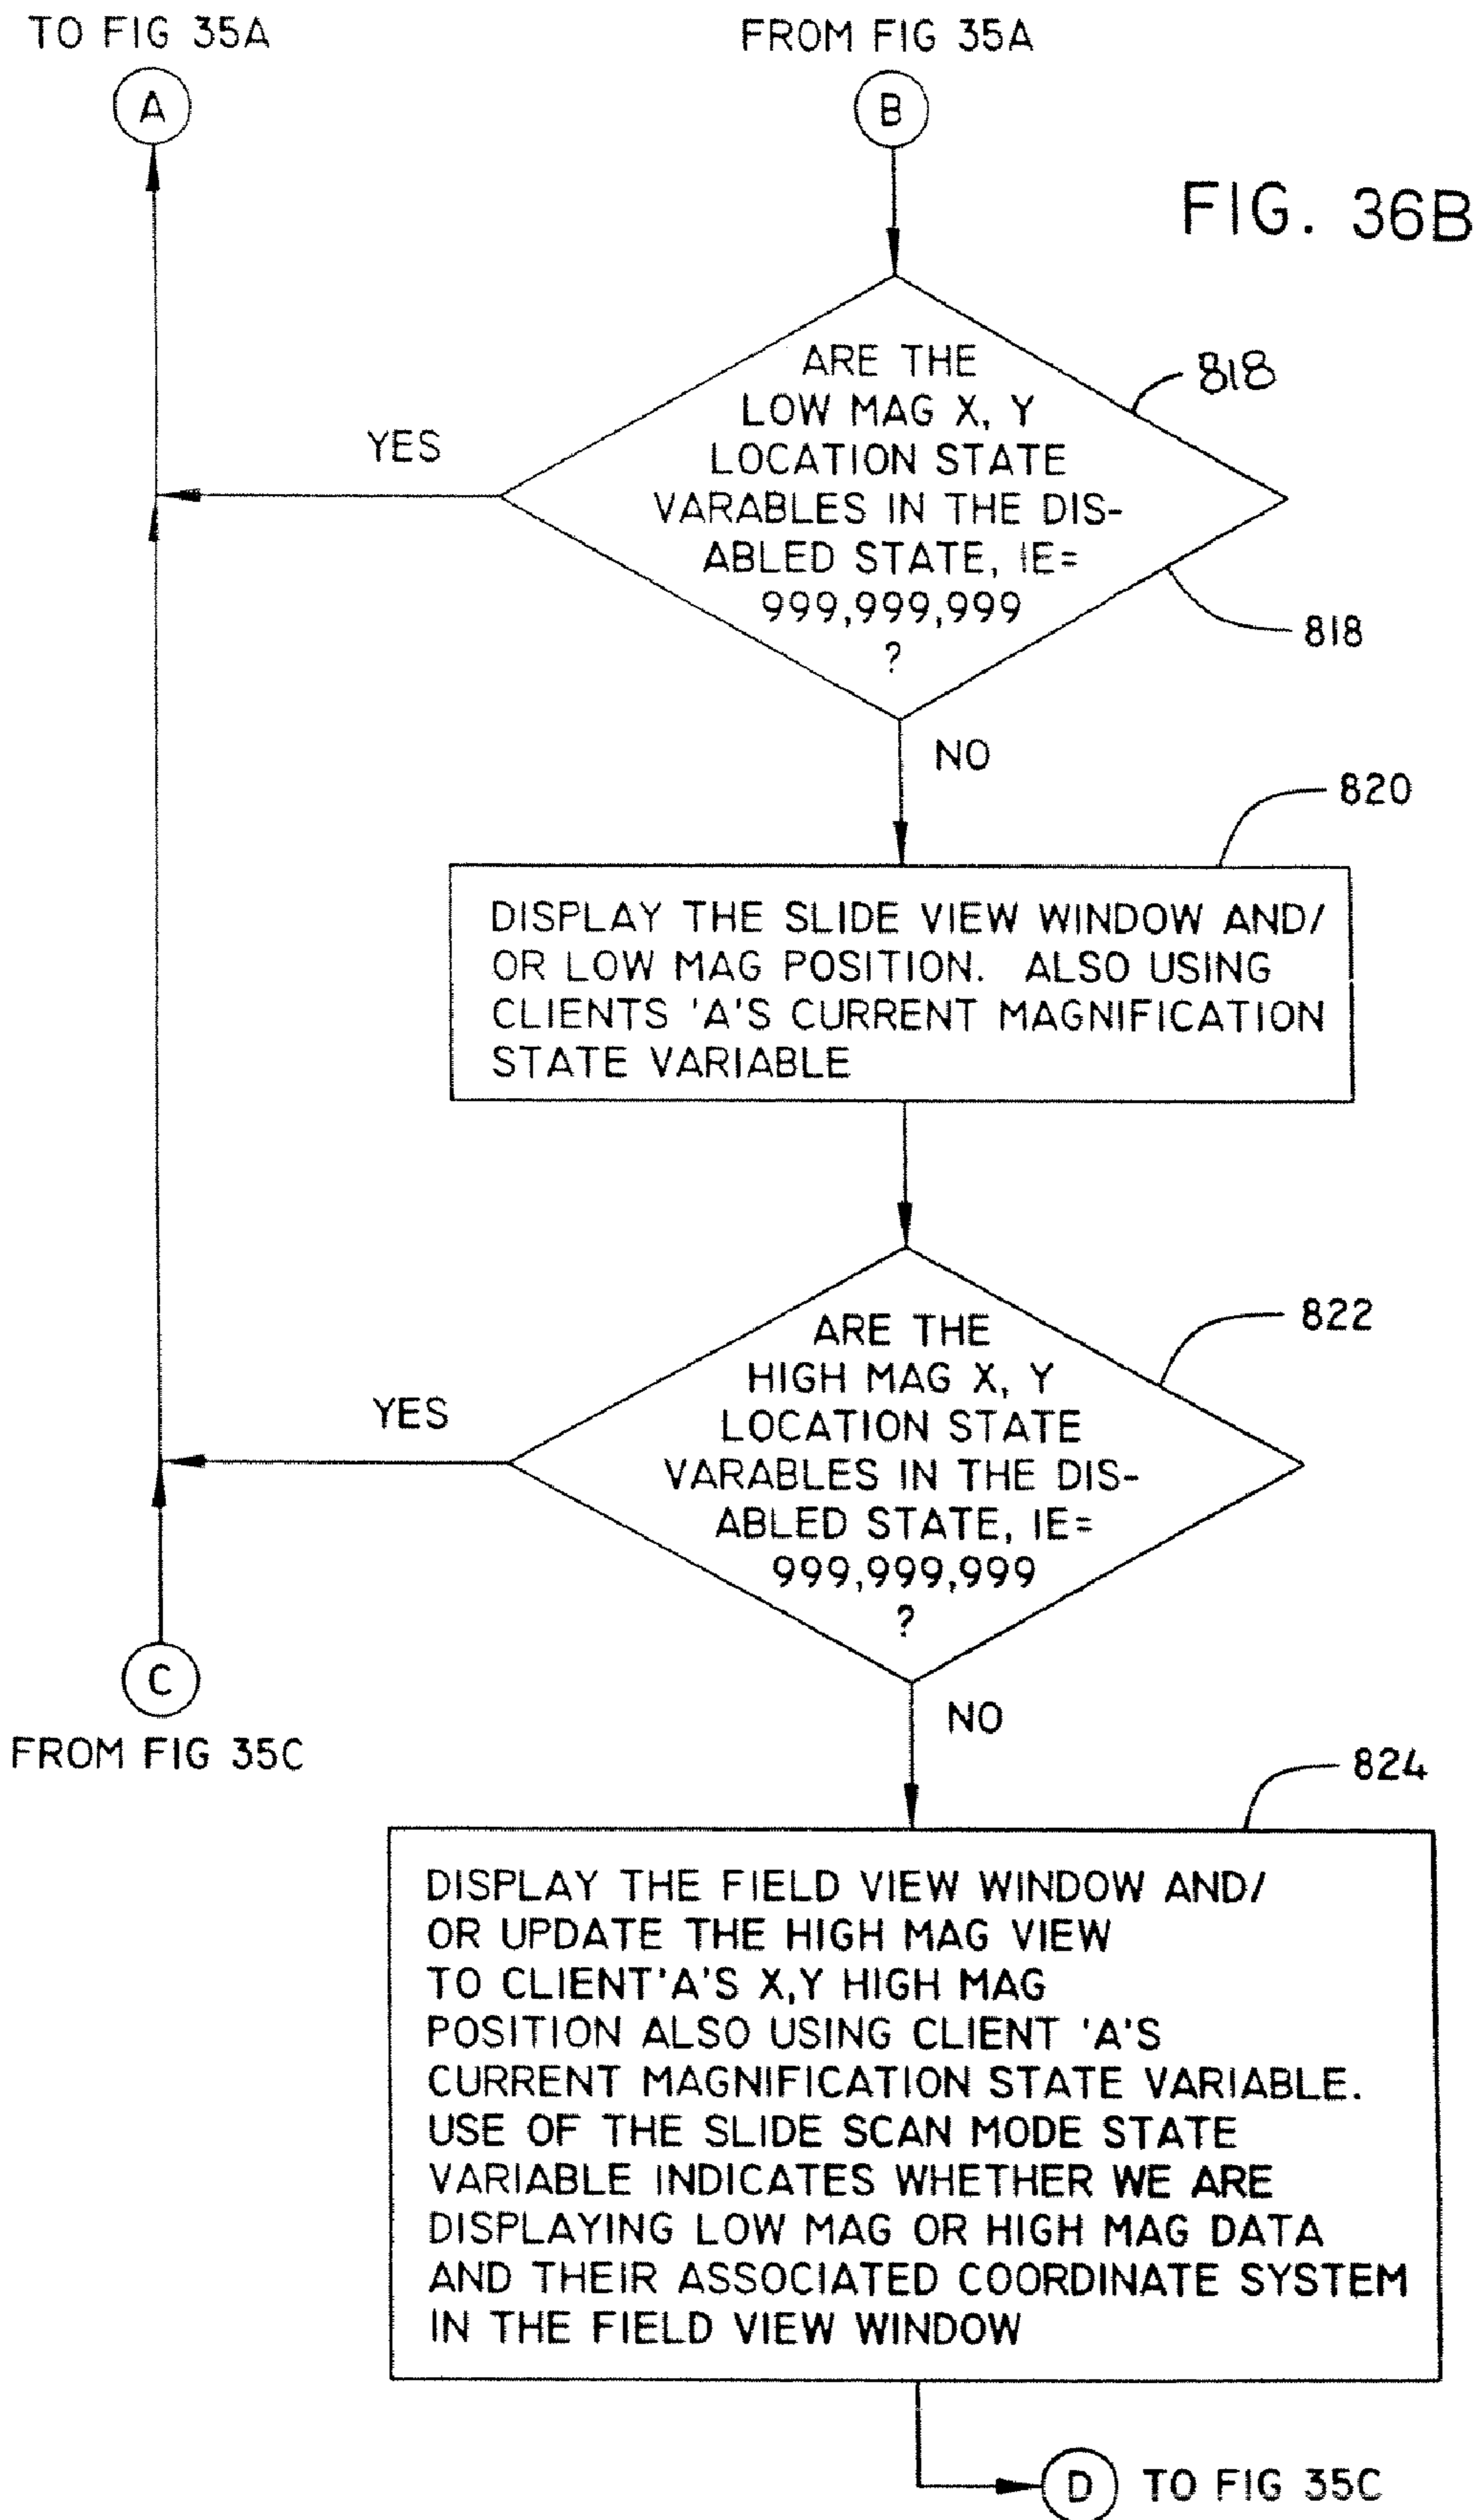 TO FIG 35A
FROM FIG 35A
A
B
FIG. 36B
ARE THE
LOW MAG X, Y
LOCATION STATE
VARABLES IN THE DIS-
ABLED STATE, IE=
999,999,999
?
818
818
YES
NO
820
DISPLAY THE SLIDE VIEW WINDOW AND/
OR LOW MAG POSITION. ALSO USING
CLIENTS 'A'S CURRENT MAGNIFICATION
STATE VARIABLE
ARE THE
HIGH MAG X, Y
LOCATION STATE
VARABLES IN THE DIS-
ABLED STATE, IE=
999,999,999
?
822
YES
C
FROM FIG 35C
NO
824
DISPLAY THE FIELD VIEW WINDOW AND/
OR UPDATE THE HIGH MAG VIEW
TO CLIENT'A'S X,Y HIGH MAG
POSITION ALSO USING CLIENT 'A'S
CURRENT MAGNIFICATION STATE VARIABLE.
USE OF THE SLIDE SCAN MODE STATE
VARIABLE INDICATES WHETHER WE ARE
DISPLAYING LOW MAG OR HIGH MAG DATA
AND THEIR ASSOCIATED COORDINATE SYSTEM
IN THE FIELD VIEW WINDOW
D TO FIG 35C